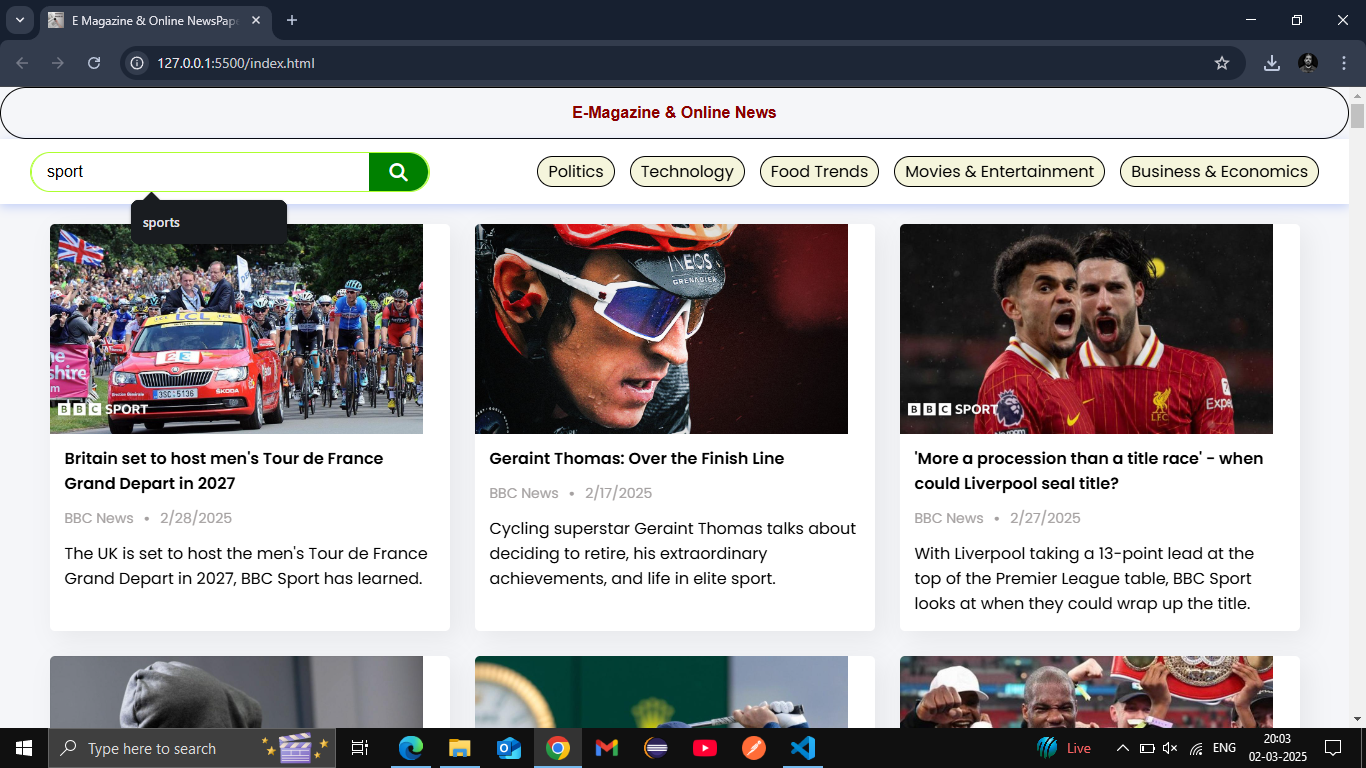 E Magazine & Online NewsPape
127.0.0.1:5500/index.html
E-Magazine & Online News
sport
Politics
Technology
Food Trends
Movies & Entertainment
Business & Economics
sports
LCL
3SC·5136
ŠKODA
BBC SPORT
INEOS
GRENADIER
BBC SPORT
LFC
Expe
Britain set to host men's Tour de France
Grand Depart in 2027
BBC News • 2/28/2025
The UK is set to host the men's Tour de France
Grand Depart in 2027, BBC Sport has learned.
Geraint Thomas: Over the Finish Line
BBC News • 2/17/2025
Cycling superstar Geraint Thomas talks about
deciding to retire, his extraordinary
achievements, and life in elite sport.
'More a procession than a title race' - when
could Liverpool seal title?
BBC News • 2/27/2025
With Liverpool taking a 13-point lead at the
top of the Premier League table, BBC Sport
looks at when they could wrap up the title.
Type here to search
Live
ENG
20:03
02-03-2025